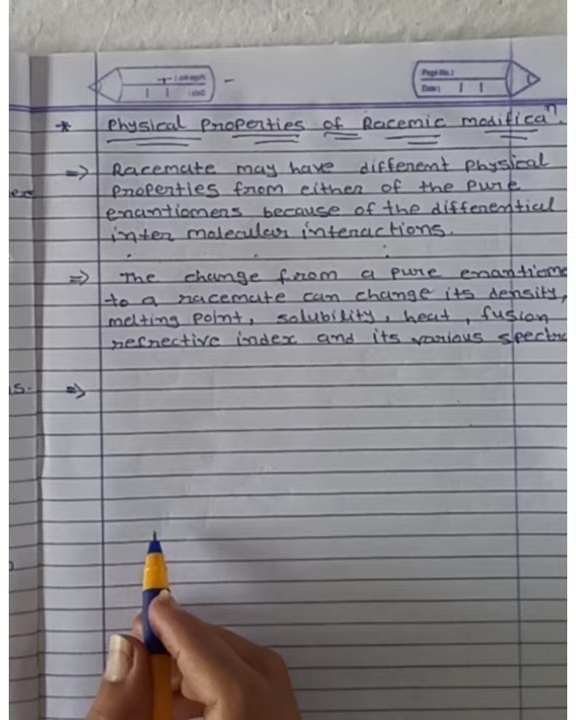 Page No.:
Date:
* Physical Properties of Racemic modificaⁿ.
=> Racemate may have different physical
properties from either of the pure
enantiomers because of the differential
inter molecular interactions.
=> The change from a pure enantiome
to a racemate can change its density,
melting point, solubility, heat, fusion
refrective index and its various spectra
s. =>